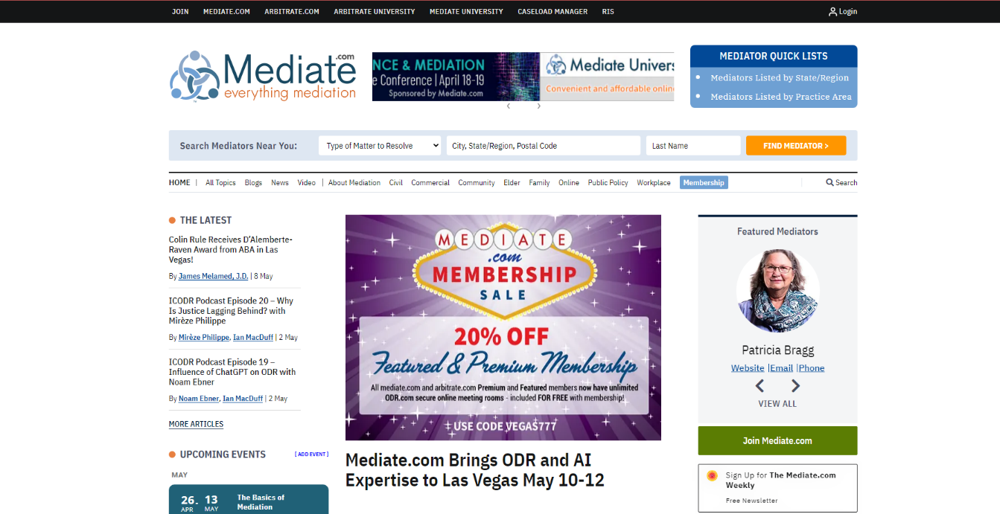 JOIN MEDIATE.COM ARBITRATE.COM ARBITRATE UNIVERSITY MEDIATE UNIVERSITY CASELOAD MANAGER RIS Login
Mediate.com
everything mediation
NCE & MEDIATION
e Conference | April 18-19
Sponsored by Mediate.com
Mediate Univers
Convenient and affordable onlin
MEDIATOR QUICK LISTS
Mediators Listed by State/Region
Mediators Listed by Practice Area
Search Mediators Near You: Type of Matter to Resolve City, State/Region, Postal Code Last Name FIND MEDIATOR >
HOME | All Topics Blogs News Video | About Mediation Civil Commercial Community Elder Family Online Public Policy Workplace Membership Search
THE LATEST
Colin Rule Receives D’Alemberte-
Raven Award from ABA in Las
Vegas!
By James Melamed, J.D. | 8 May
ICODR Podcast Episode 20 – Why
Is Justice Lagging Behind? with
Mirèze Philippe
By Mirèze Philippe, Ian MacDuff | 2 May
ICODR Podcast Episode 19 –
Influence of ChatGPT on ODR with
Noam Ebner
By Noam Ebner, Ian MacDuff | 2 May
MORE ARTICLES
UPCOMING EVENTS [ ADD EVENT ]
MAY
26 - 13
APR MAY
The Basics of
Mediation
MEDIATE
.com
MEMBERSHIP
SALE
20% OFF
Featured & Premium Membership
All mediate.com and arbitrate.com Premium and Featured members now have unlimited
ODR.com secure online meeting rooms - included FOR FREE with membership!
USE CODE VEGAS777
Mediate.com Brings ODR and AI
Expertise to Las Vegas May 10-12
Featured Mediators
Patricia Bragg
Website |Email |Phone
VIEW ALL
Join Mediate.com
Sign Up for The Mediate.com
Weekly
Free Newsletter